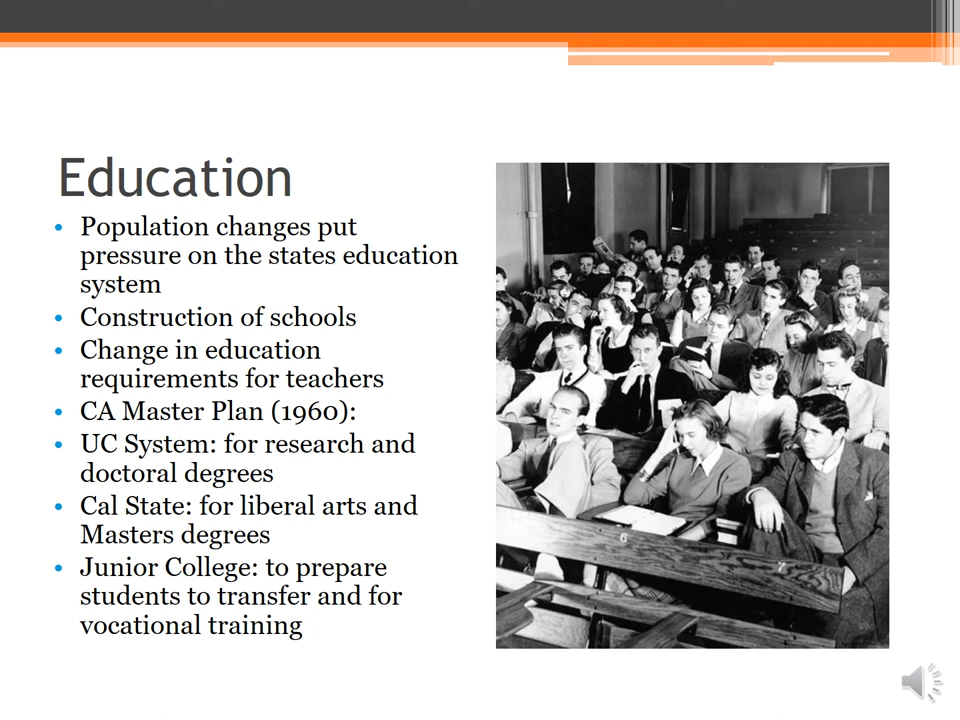 Education
• Population changes put
pressure on the states education
system
• Construction of schools
• Change in education
requirements for teachers
• CA Master Plan (1960):
• UC System: for research and
doctoral degrees
• Cal State: for liberal arts and
Masters degrees
• Junior College: to prepare
students to transfer and for
vocational training
6
7